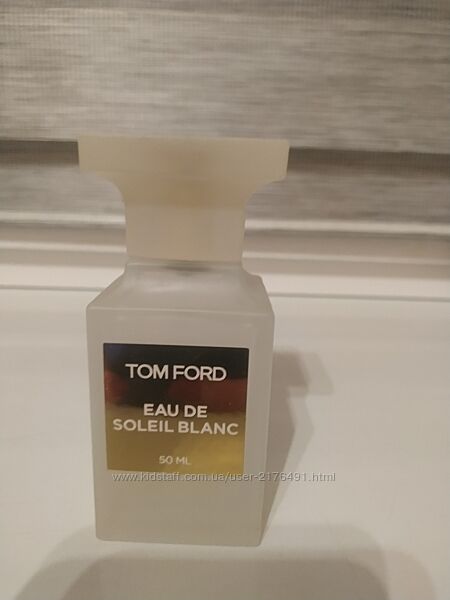 TOM FORD
EAU DE
SOLEIL BLANC
50 ML
www.kidstaff.com.ua/user-2176491.html